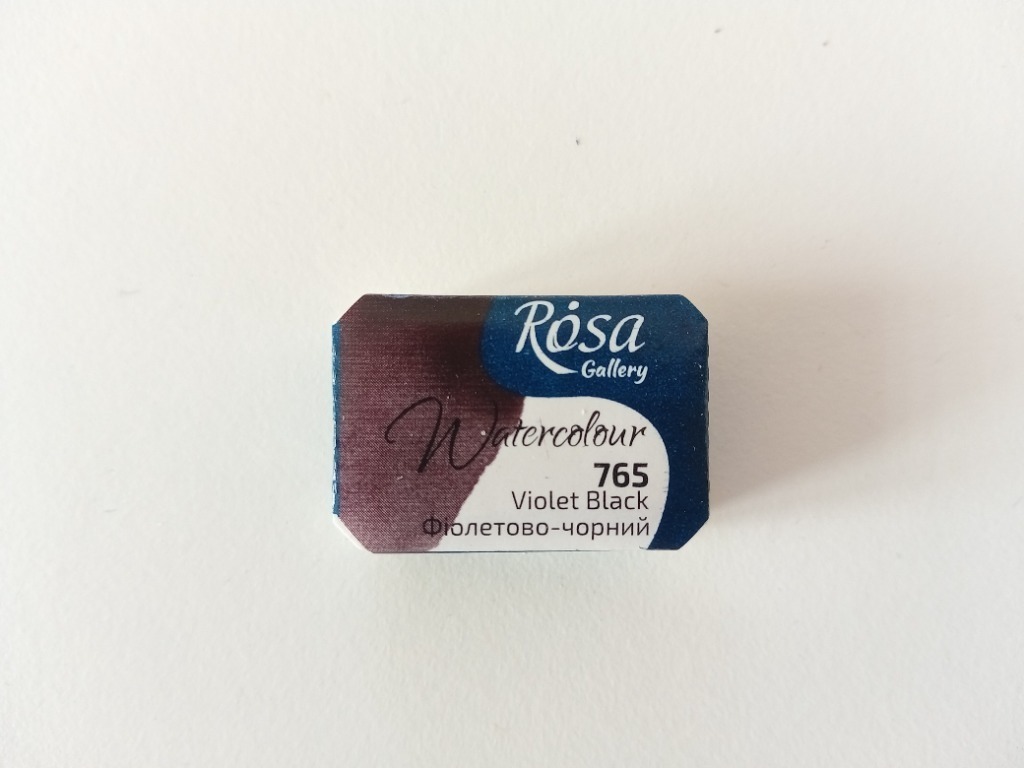 Rosa
Gallery
Watercolour
765
Violet Black
Фіолетово-чорний